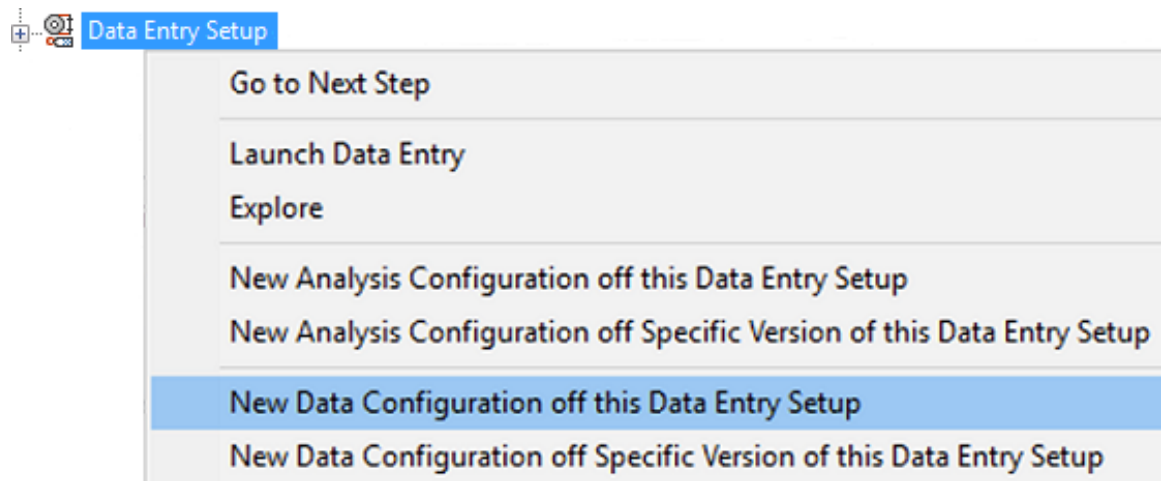 Data Entry Setup
Go to Next Step
Launch Data Entry
Explore
New Analysis Configuration off this Data Entry Setup
New Analysis Configuration off Specific Version of this Data Entry Setup
New Data Configuration off this Data Entry Setup
New Data Configuration off Specific Version of this Data Entry Setup